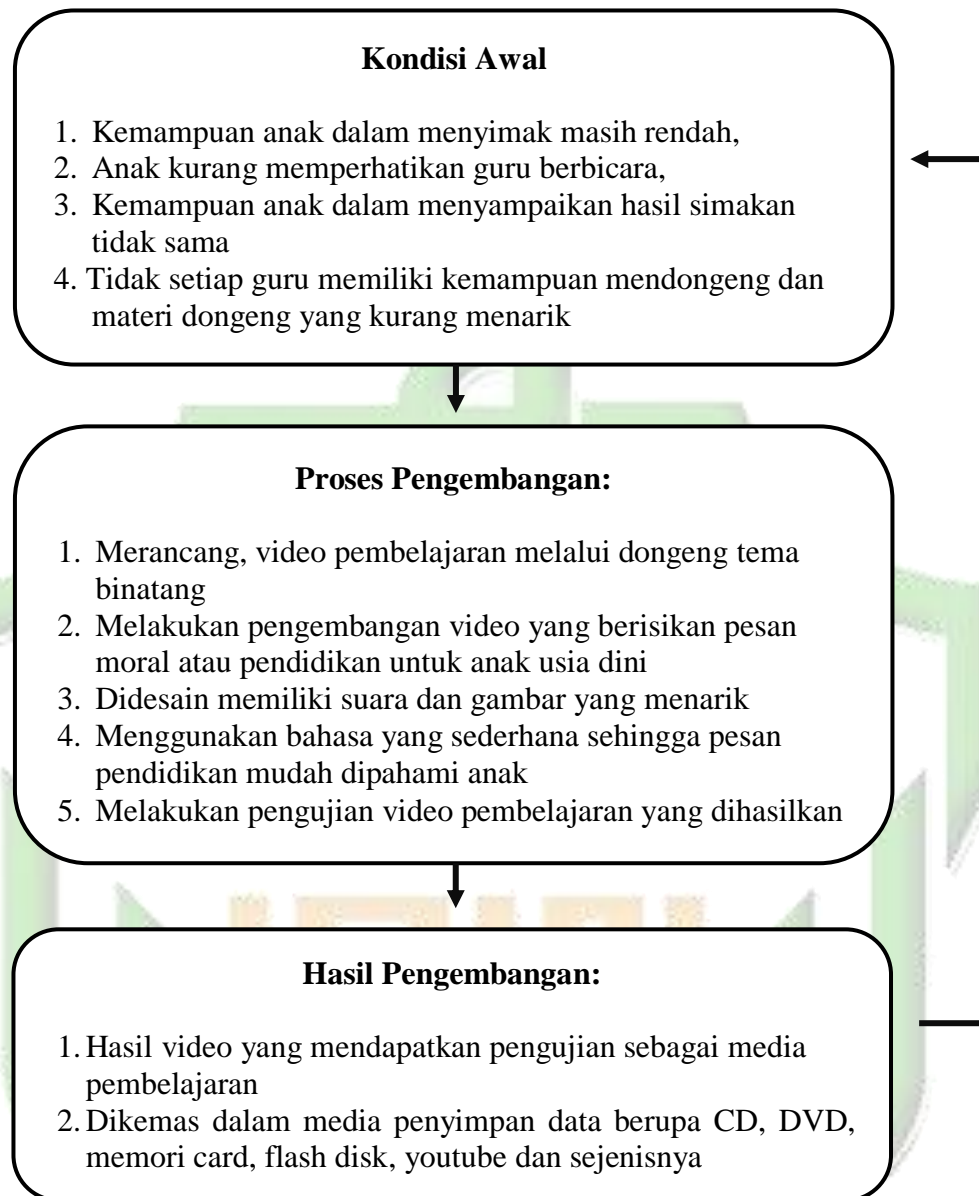 Kondisi Awal
1. Kemampuan anak dalam menyimak masih rendah,
2. Anak kurang memperhatikan guru berbicara,
3. Kemampuan anak dalam menyampaikan hasil simakan
tidak sama
4. Tidak setiap guru memiliki kemampuan mendongeng dan
materi dongeng yang kurang menarik
Proses Pengembangan:
1. Merancang, video pembelajaran melalui dongeng tema
binatang
2. Melakukan pengembangan video yang berisikan pesan
moral atau pendidikan untuk anak usia dini
3. Didesain memiliki suara dan gambar yang menarik
4. Menggunakan bahasa yang sederhana sehingga pesan
pendidikan mudah dipahami anak
5. Melakukan pengujian video pembelajaran yang dihasilkan
Hasil Pengembangan:
1. Hasil video yang mendapatkan pengujian sebagai media
pembelajaran
2. Dikemas dalam media penyimpan data berupa CD, DVD,
memori card, flash disk, youtube dan sejenisnya